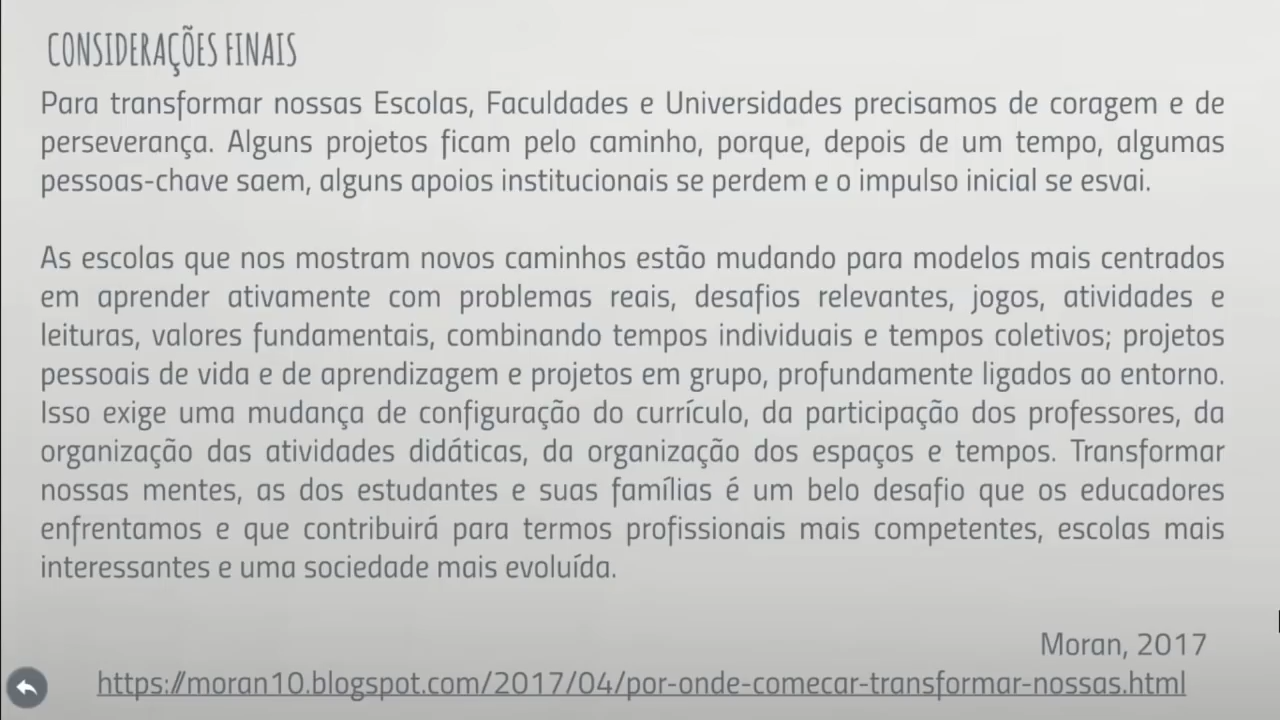 CONSIDERAÇÕES FINAIS
Para transformar nossas Escolas, Faculdades e Universidades precisamos de coragem e de
perseverança. Alguns projetos ficam pelo caminho, porque, depois de um tempo, algumas
pessoas-chave saem, alguns apoios institucionais se perdem e o impulso inicial se esvai.
As escolas que nos mostram novos caminhos estão mudando para modelos mais centrados
em aprender ativamente com problemas reais, desafios relevantes, jogos, atividades e
leituras, valores fundamentais, combinando tempos individuais e tempos coletivos; projetos
pessoais de vida e de aprendizagem e projetos em grupo, profundamente ligados ao entorno.
Isso exige uma mudança de configuração do currículo, da participação dos professores, da
organização das atividades didáticas, da organização dos espaços e tempos. Transformar
nossas mentes, as dos estudantes e suas famílias é um belo desafio que os educadores
enfrentamos e que contribuirá para termos profissionais mais competentes, escolas mais
interessantes e uma sociedade mais evoluída.
Moran, 2017
https://moran10.blogspot.com/2017/04/por-onde-comecar-transformar-nossas.html